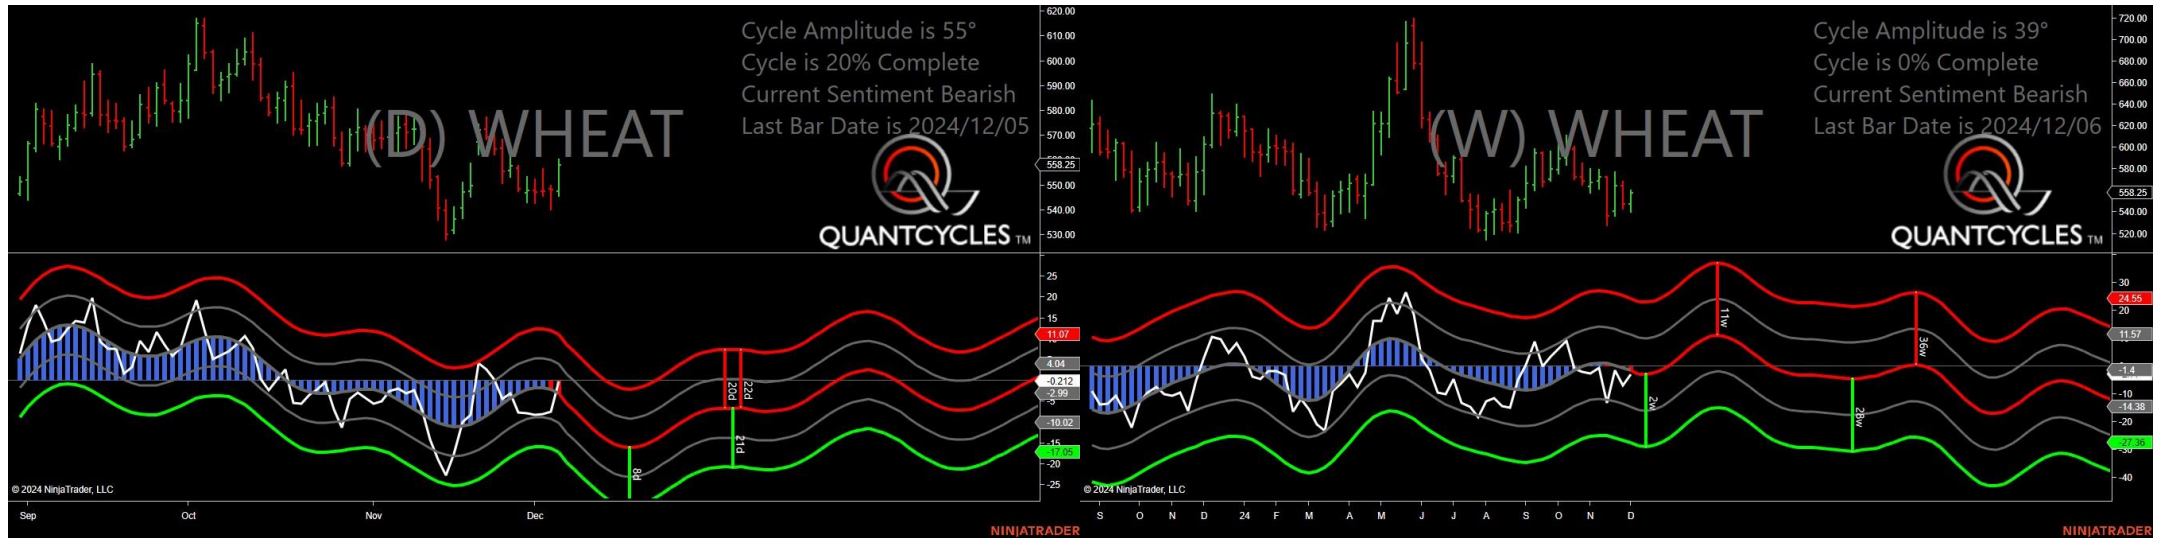 Cycle Amplitude is 55°
Cycle is 20% Complete
Current Sentiment Bearish
Last Bar Date is 2024/12/05
(D) WHEAT
QUANTCYCLES TM
620.00
610.00
600.00
590.00
580.00
570.00
558.25
550.00
540.00
530.00
25
20
15
11.07
4.04
-0.212
-2.99
-5
-10.02
-15
-17.05
-20
-25
20d
22d
21d
8d
© 2024 NinjaTrader, LLC
Sep Oct Nov Dec
NINJATRADER
Cycle Amplitude is 39°
Cycle is 0% Complete
Current Sentiment Bearish
Last Bar Date is 2024/12/06
(W) WHEAT
QUANTCYCLES TM
720.00
700.00
680.00
660.00
640.00
620.00
600.00
580.00
558.25
540.00
520.00
30
24.55
20
11.57
-1.4
-10
-14.38
-20
-27.36
-30
-40
11w
36w
2w
28w
© 2024 NinjaTrader, LLC
S O N D 24 F M A M J J A S O N D
NINJATRADER